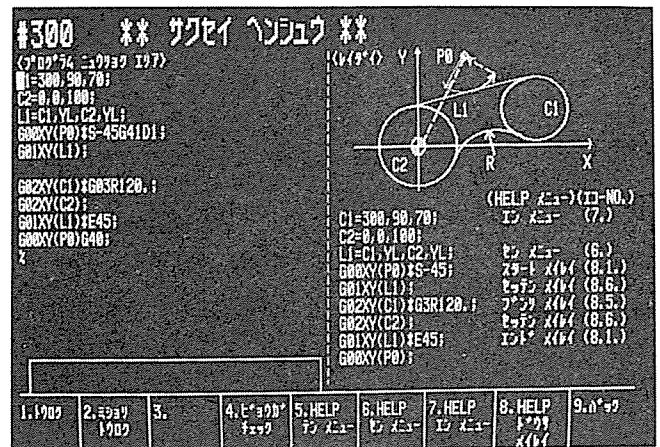 #300 ** サクセイ ヘンシュウ **
<プログラム ニュウリョク エリア>
C1=300,90,70;
C2=0,0,100;
L1=C1,YL,C2,YL;
G00XY(P0)$S-45G41D1;
G01XY(L1);
G02XY(C1)$G03R120.;
G02XY(C2);
G01XY(L1)$E45;
G00XY(P0)G40;
%
<レイダイ>
Y
P0
L1
C1
C2
R
X
(HELP メニュー)(エコ-NO.)
C1=300,90,70; エン メニュー (7.)
C2=0,0,100;
L1=C1,YL,C2,YL; セン メニュー (6.)
G00XY(P0)$S-45; スタート メイレイ (8.1.)
G01XY(L1); セッテン メイレイ (8.6.)
G02XY(C1)$G3R120.; ブンリ メイレイ (8.5.)
G02XY(C2); セッテン メイレイ (8.6.)
G01XY(L1)$E45; エンド メイレイ (8.1.)
G00XY(P0);
1.トウロク
2.ミショリ トウロク
3.
4.ビョウガ チェック
5.HELP テン メニュー
6.HELP セン メニュー
7.HELP エン メニュー
8.HELP ドウサ メイレイ
9.バック